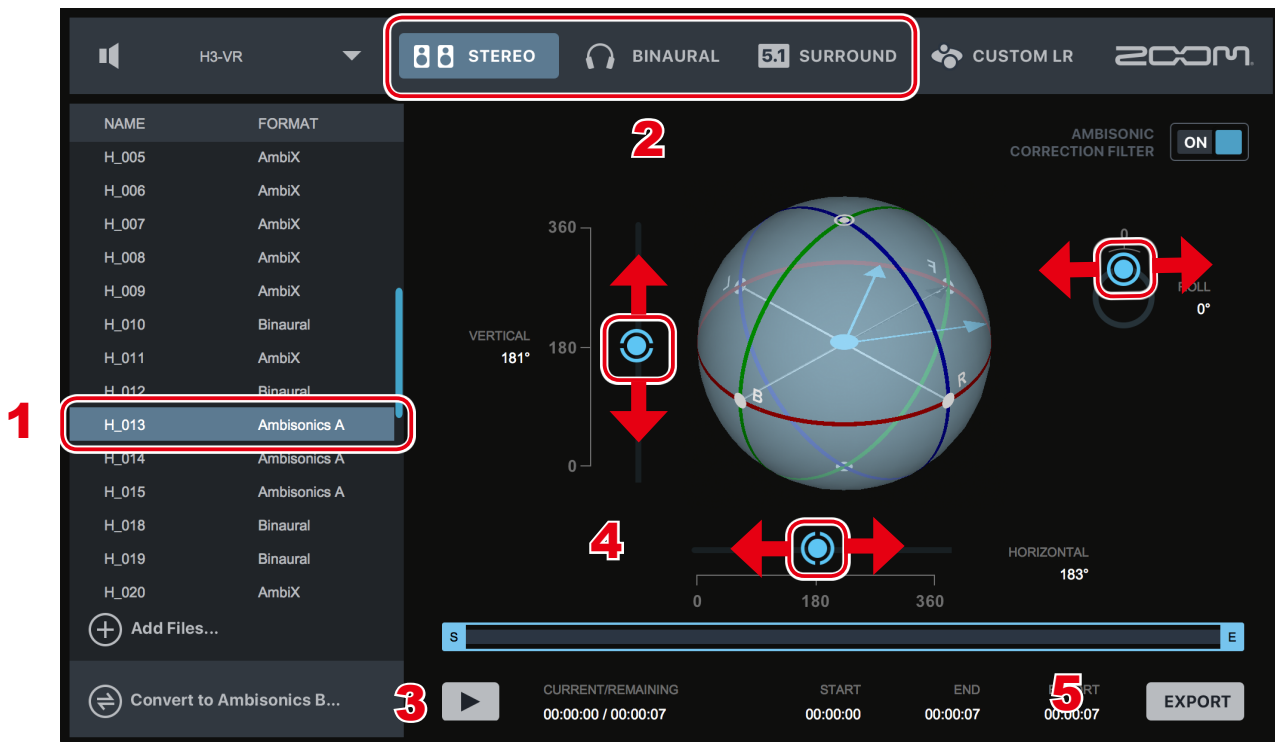 H3-VR STEREO BINAURAL 5.1 SURROUND CUSTOM LR ZOOM
NAME FORMAT
H_005 AmbiX
H_006 AmbiX
H_007 AmbiX
H_008 AmbiX
H_009 AmbiX
H_010 Binaural
H_011 AmbiX
H_012 Binaural
1
H_013 Ambisonics A
H_014 Ambisonics A
H_015 Ambisonics A
H_018 Binaural
H_019 Binaural
H_020 AmbiX
Add Files...
Convert to Ambisonics B...
2
AMBISONIC
CORRECTION FILTER ON
360
VERTICAL
181°
180
0
L F
B R
0
ROLL
0°
4
HORIZONTAL
183°
0 180 360
S E
3
5
CURRENT/REMAINING START END
00:00:00 / 00:00:07 00:00:00 00:00:07 00:00:07
EXPORT